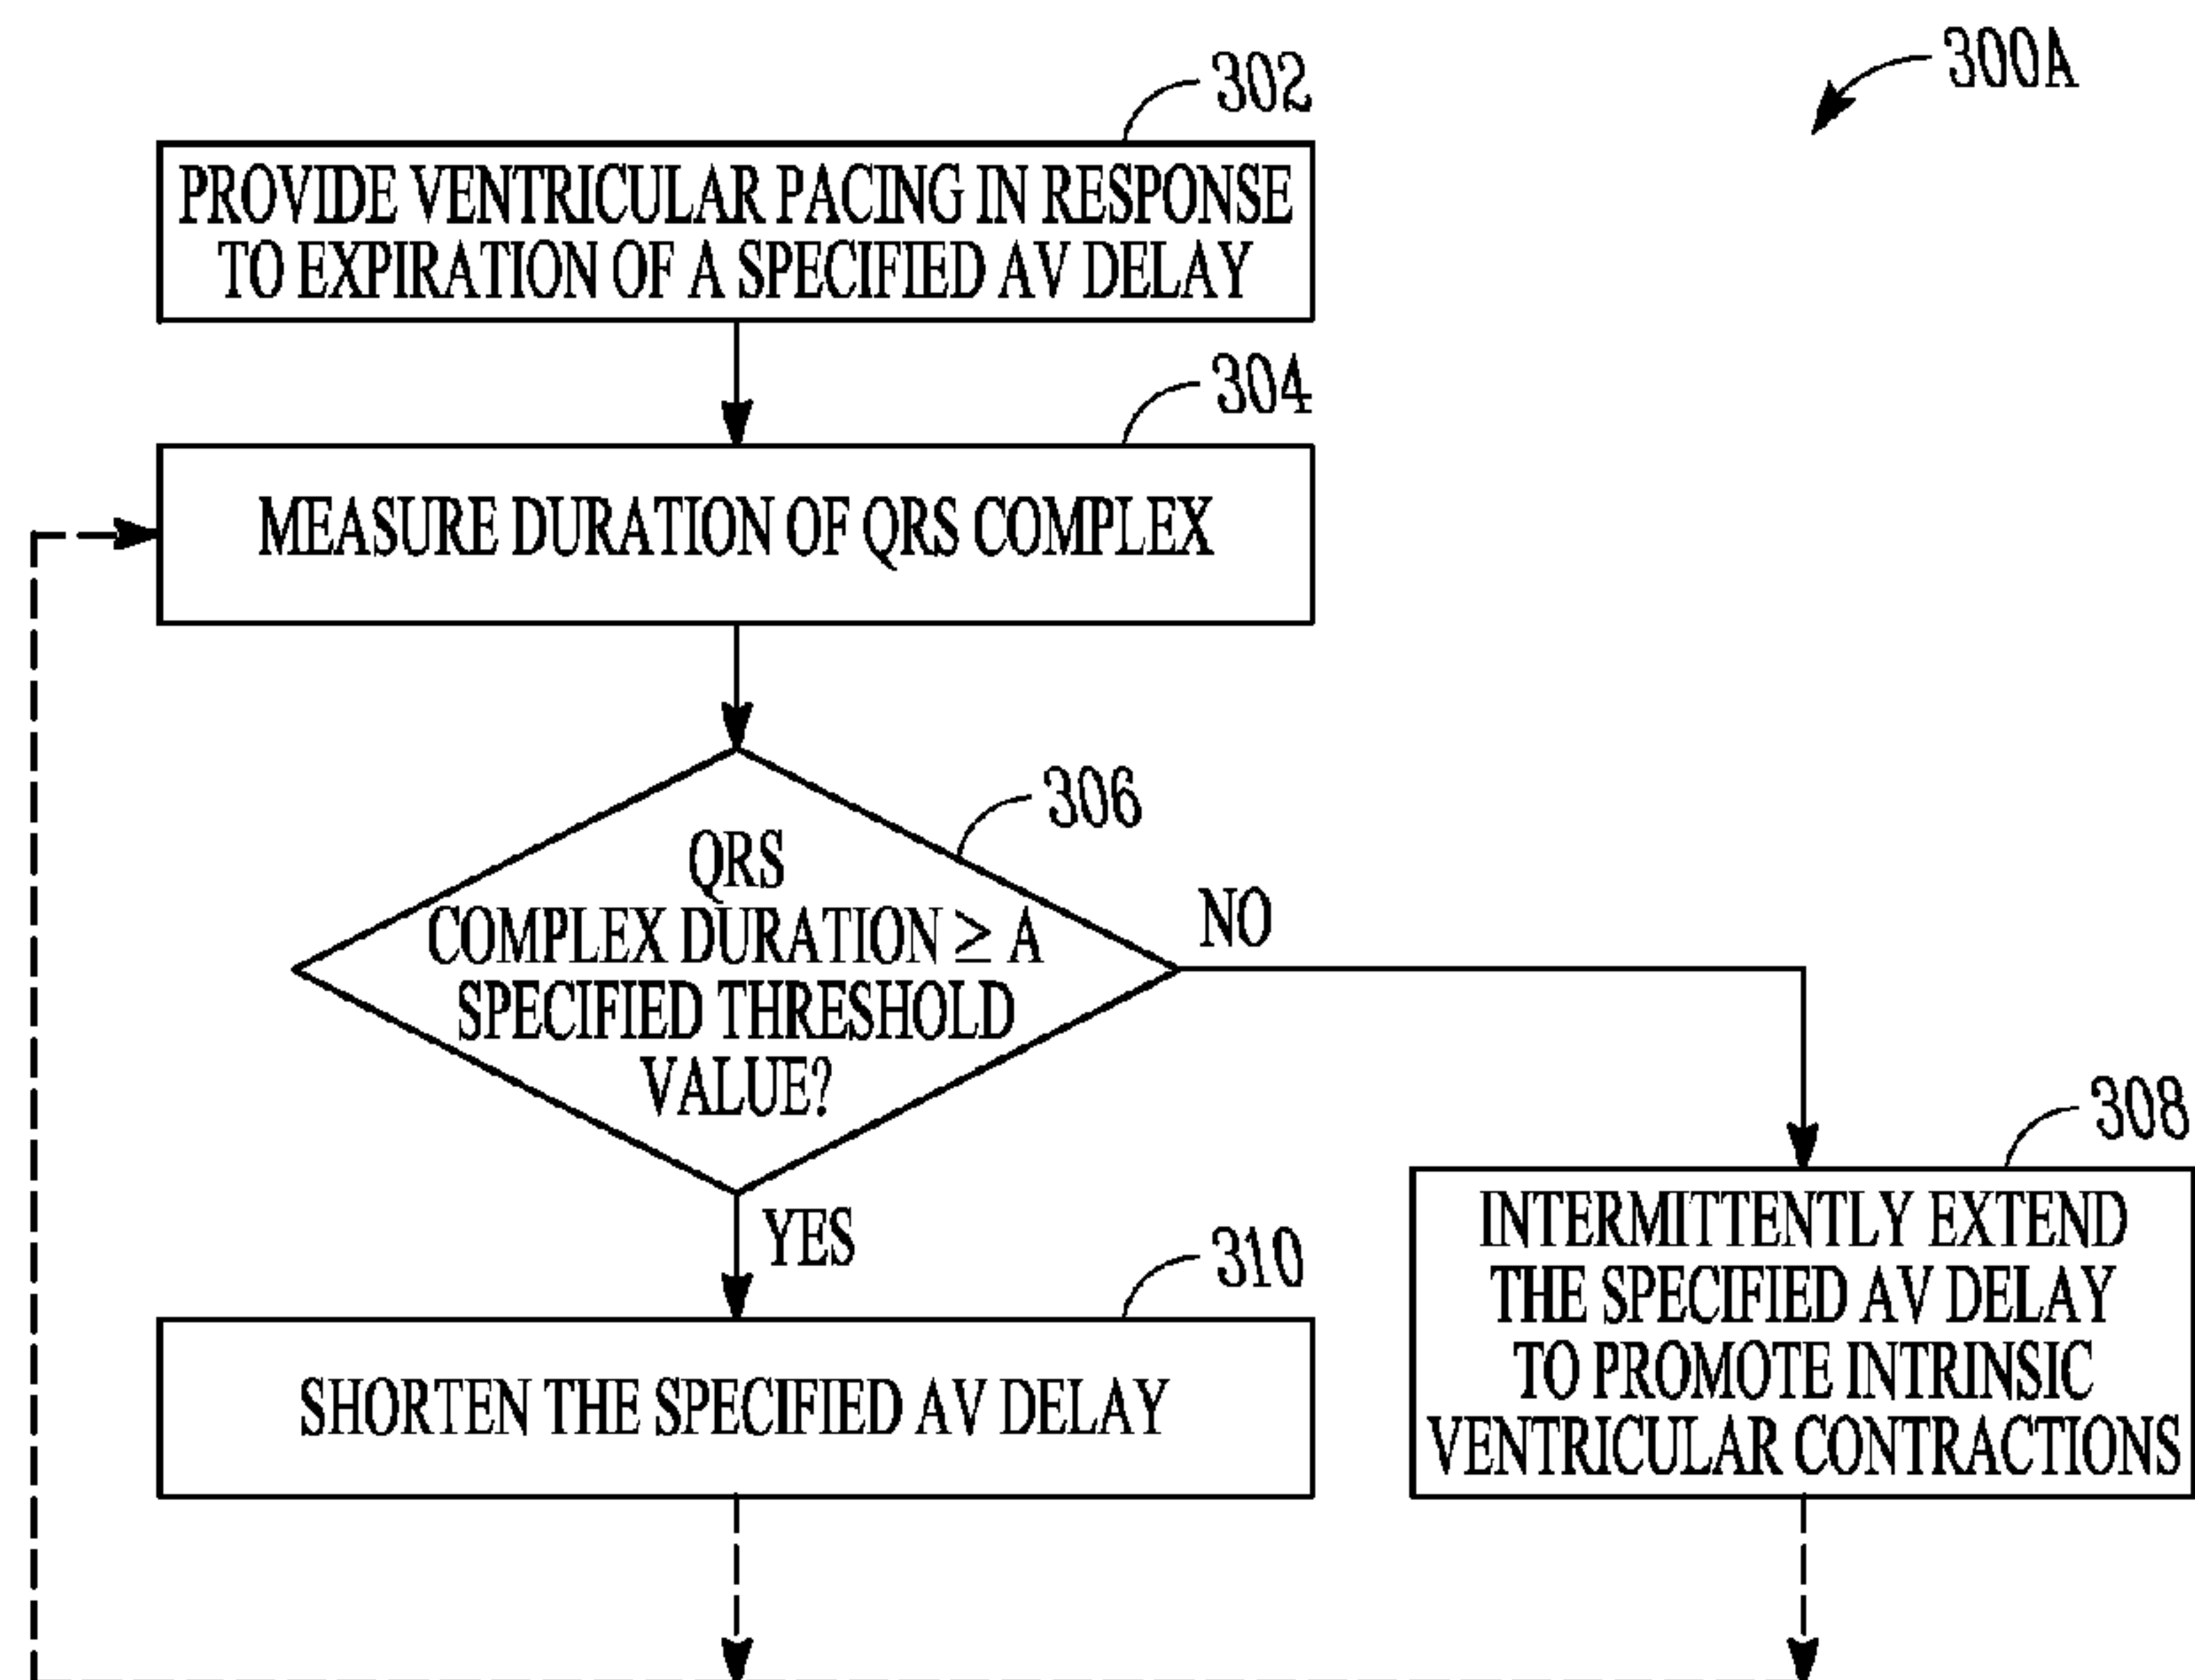 300A
302
PROVIDE VENTRICULAR PACING IN RESPONSE
TO EXPIRATION OF A SPECIFIED AV DELAY
304
MEASURE DURATION OF QRS COMPLEX
306
QRS
COMPLEX DURATION ≥ A
SPECIFIED THRESHOLD
VALUE?
NO
YES
308
INTERMITTENTLY EXTEND
THE SPECIFIED AV DELAY
TO PROMOTE INTRINSIC
VENTRICULAR CONTRACTIONS
310
SHORTEN THE SPECIFIED AV DELAY